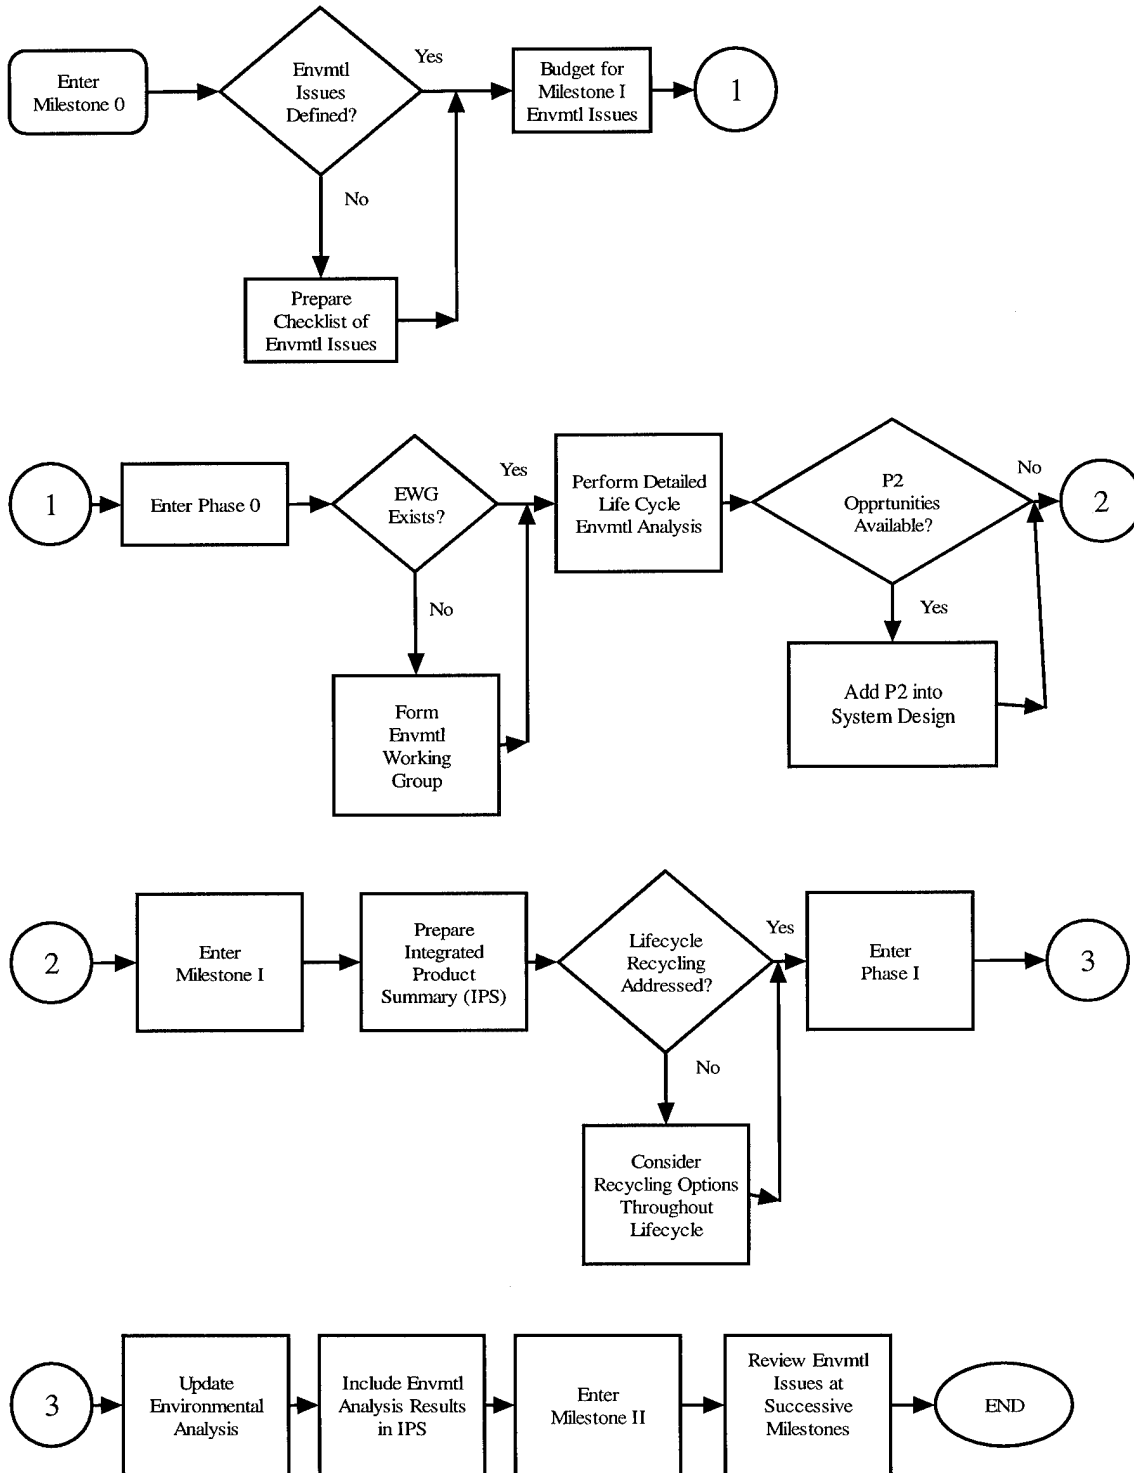 Enter
Milestone 0
Envmtl
Issues
Defined?
Yes
Budget for
Milestone I
Envmtl Issues
1
No
Prepare
Checklist of
Envmtl Issues
1
Enter Phase 0
EWG
Exists?
Yes
Perform Detailed
Life Cycle
Envmtl Analysis
P2
Opprtunities
Available?
No
2
No
Yes
Form
Envmtl
Working
Group
Add P2 into
System Design
2
Enter
Milestone I
Prepare
Integrated
Product
Summary (IPS)
Lifecycle
Recycling
Addressed?
Yes
Enter
Phase I
3
No
Consider
Recycling Options
Throughout
Lifecycle
3
Update
Environmental
Analysis
Include Envmtl
Analysis Results
in IPS
Enter
Milestone II
Review Envmtl
Issues at
Successive
Milestones
END